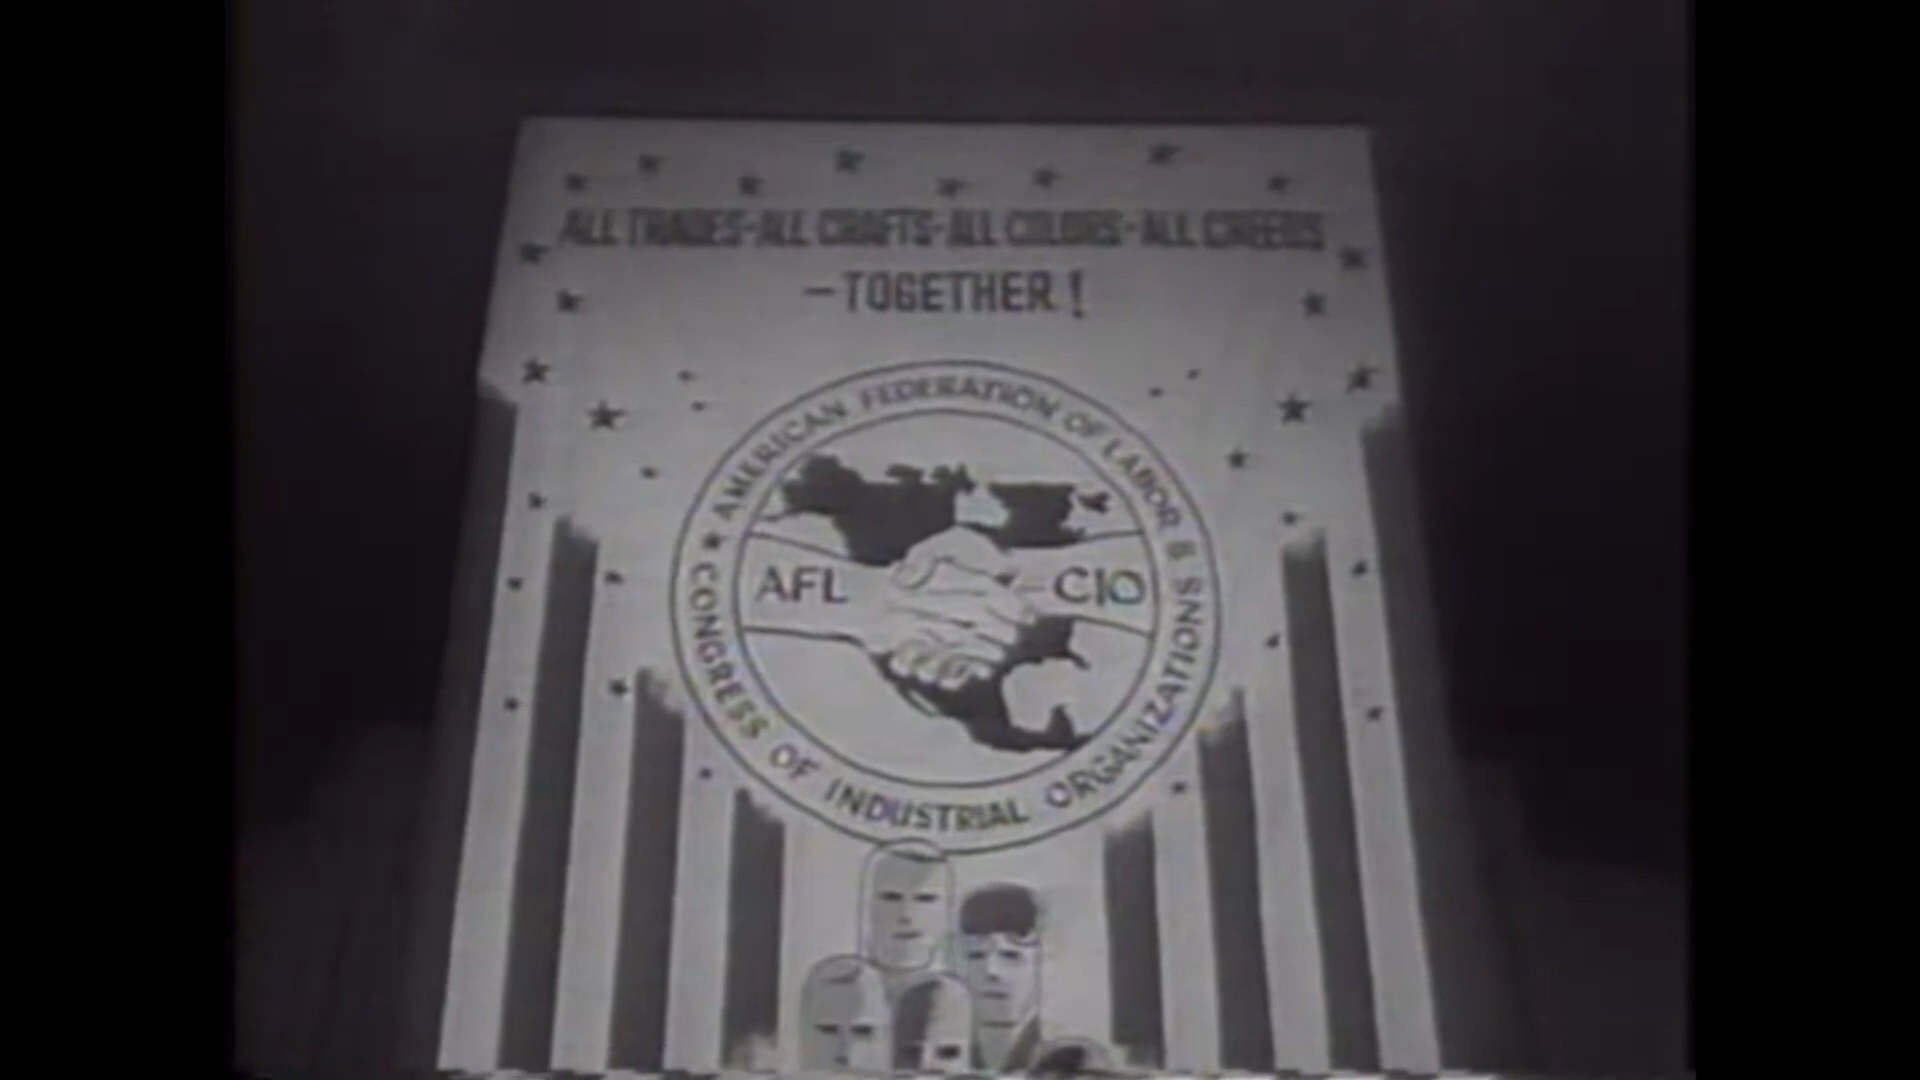 ALL TRADES-ALL CRAFTS-ALL COLORS-ALL CREEDS
-TOGETHER!
AMERICAN FEDERATION OF LABOR &
CONGRESS OF INDUSTRIAL ORGANIZATIONS
AFL CIO